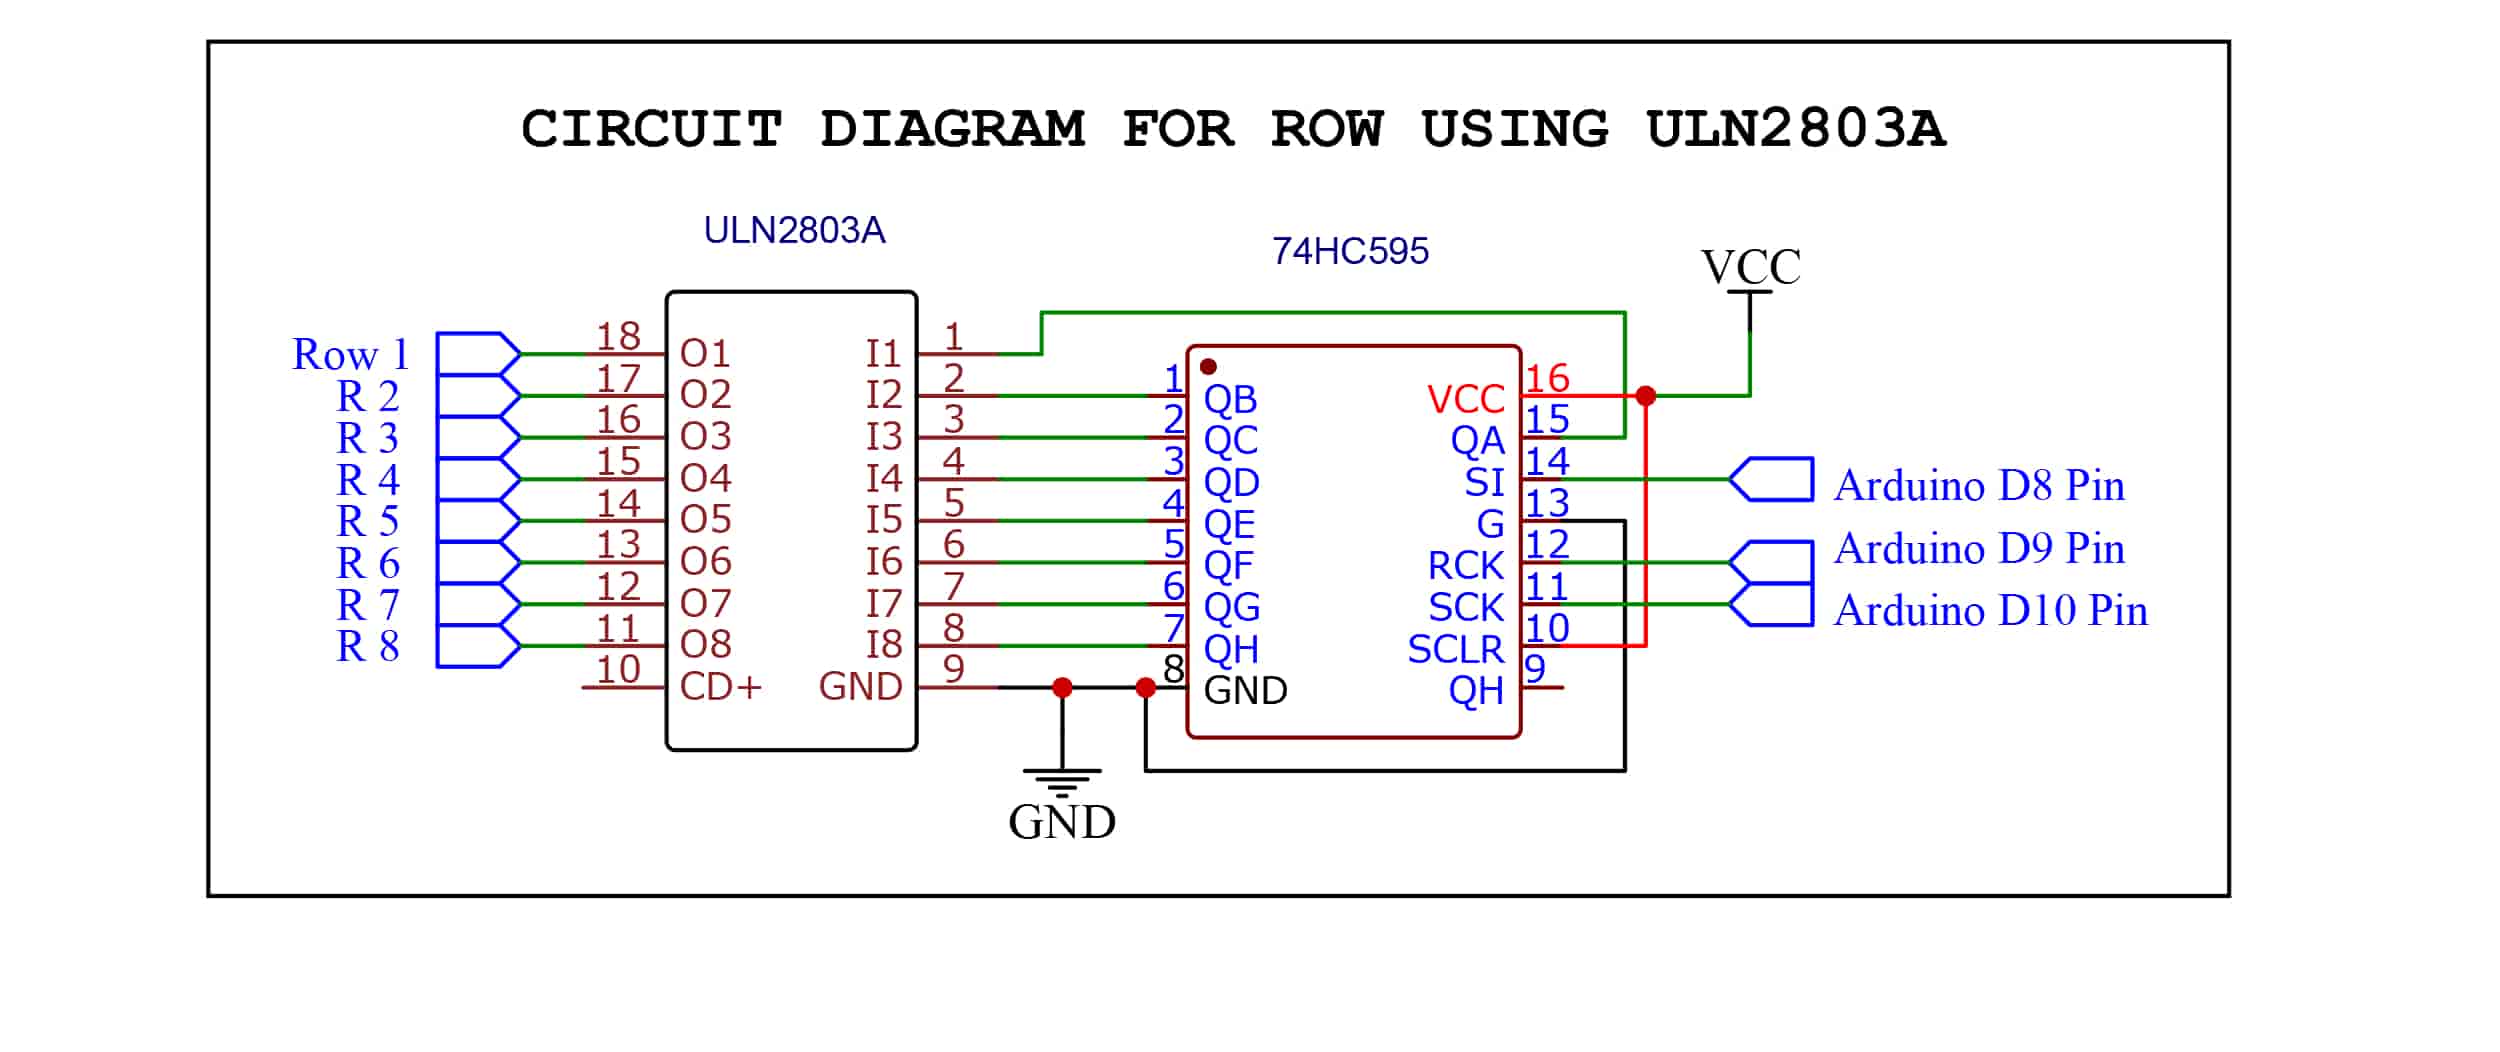 CIRCUIT DIAGRAM FOR ROW USING ULN2803A
ULN2803A
74HC595
VCC
Row 1
R 2
R 3
R 4
R 5
R 6
R 7
R 8
18 O1 I1 1
17 O2 I2 2
16 O3 I3 3
15 O4 I4 4
14 O5 I5 5
13 O6 I6 6
12 O7 I7 7
11 O8 I8 8
10 CD+ GND 9
1 QB VCC 16
2 QC QA 15
3 QD SI 14
4 QE G 13
5 QF RCK 12
6 QG SCK 11
7 QH SCLR 10
8 GND QH 9
Arduino D8 Pin
Arduino D9 Pin
Arduino D10 Pin
GND